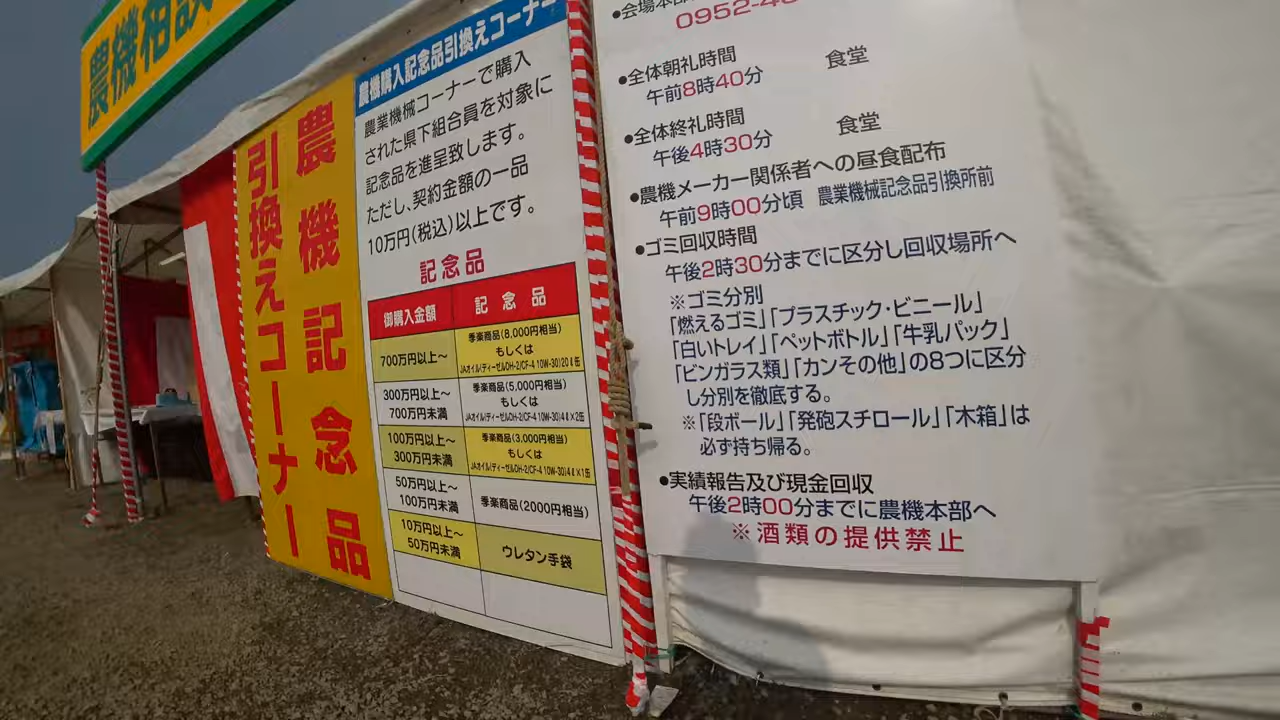 農機相談
農機記念品
引換えコーナー
農機購入記念品引換えコーナー
農業機械コーナーで購入
された県下組合員を対象に
記念品を進呈致します。
ただし、契約金額の一品
10万円(税込)以上です。
記念品
御購入金額 記念品
700万円以上～
季楽商品(8,000円相当)
もしくは
JAオイル(ディーゼルDH-2/CF-4 10W-30)20ℓ缶
300万円以上～
700万円未満
季楽商品(5,000円相当)
もしくは
JAオイル(ディーゼルDH-2/CF-4 10W-30)4ℓ×2缶
100万円以上～
300万円未満
季楽商品(3,000円相当)
もしくは
JAオイル(ディーゼルDH-2/CF-4 10W-30)4ℓ×1缶
50万円以上～
100万円未満
季楽商品(2000円相当)
10万円以上～
50万円未満
ウレタン手袋
●会場本部
0952-4
●全体朝礼時間 食堂
午前8時40分
●全体終礼時間 食堂
午後4時30分
●農機メーカー関係者への昼食配布
午前9時00分頃 農業機械記念品引換所前
●ゴミ回収時間
午後2時30分までに区分し回収場所へ
※ゴミ分別
「燃えるゴミ」「プラスチック・ビニール」
「白いトレイ」「ペットボトル」「牛乳パック」
「ビンガラス類」「カンその他」の8つに区分
し分別を徹底する。
※「段ボール」「発砲スチロール」「木箱」は
必ず持ち帰る。
●実績報告及び現金回収
午後2時00分までに農機本部へ
※酒類の提供禁止